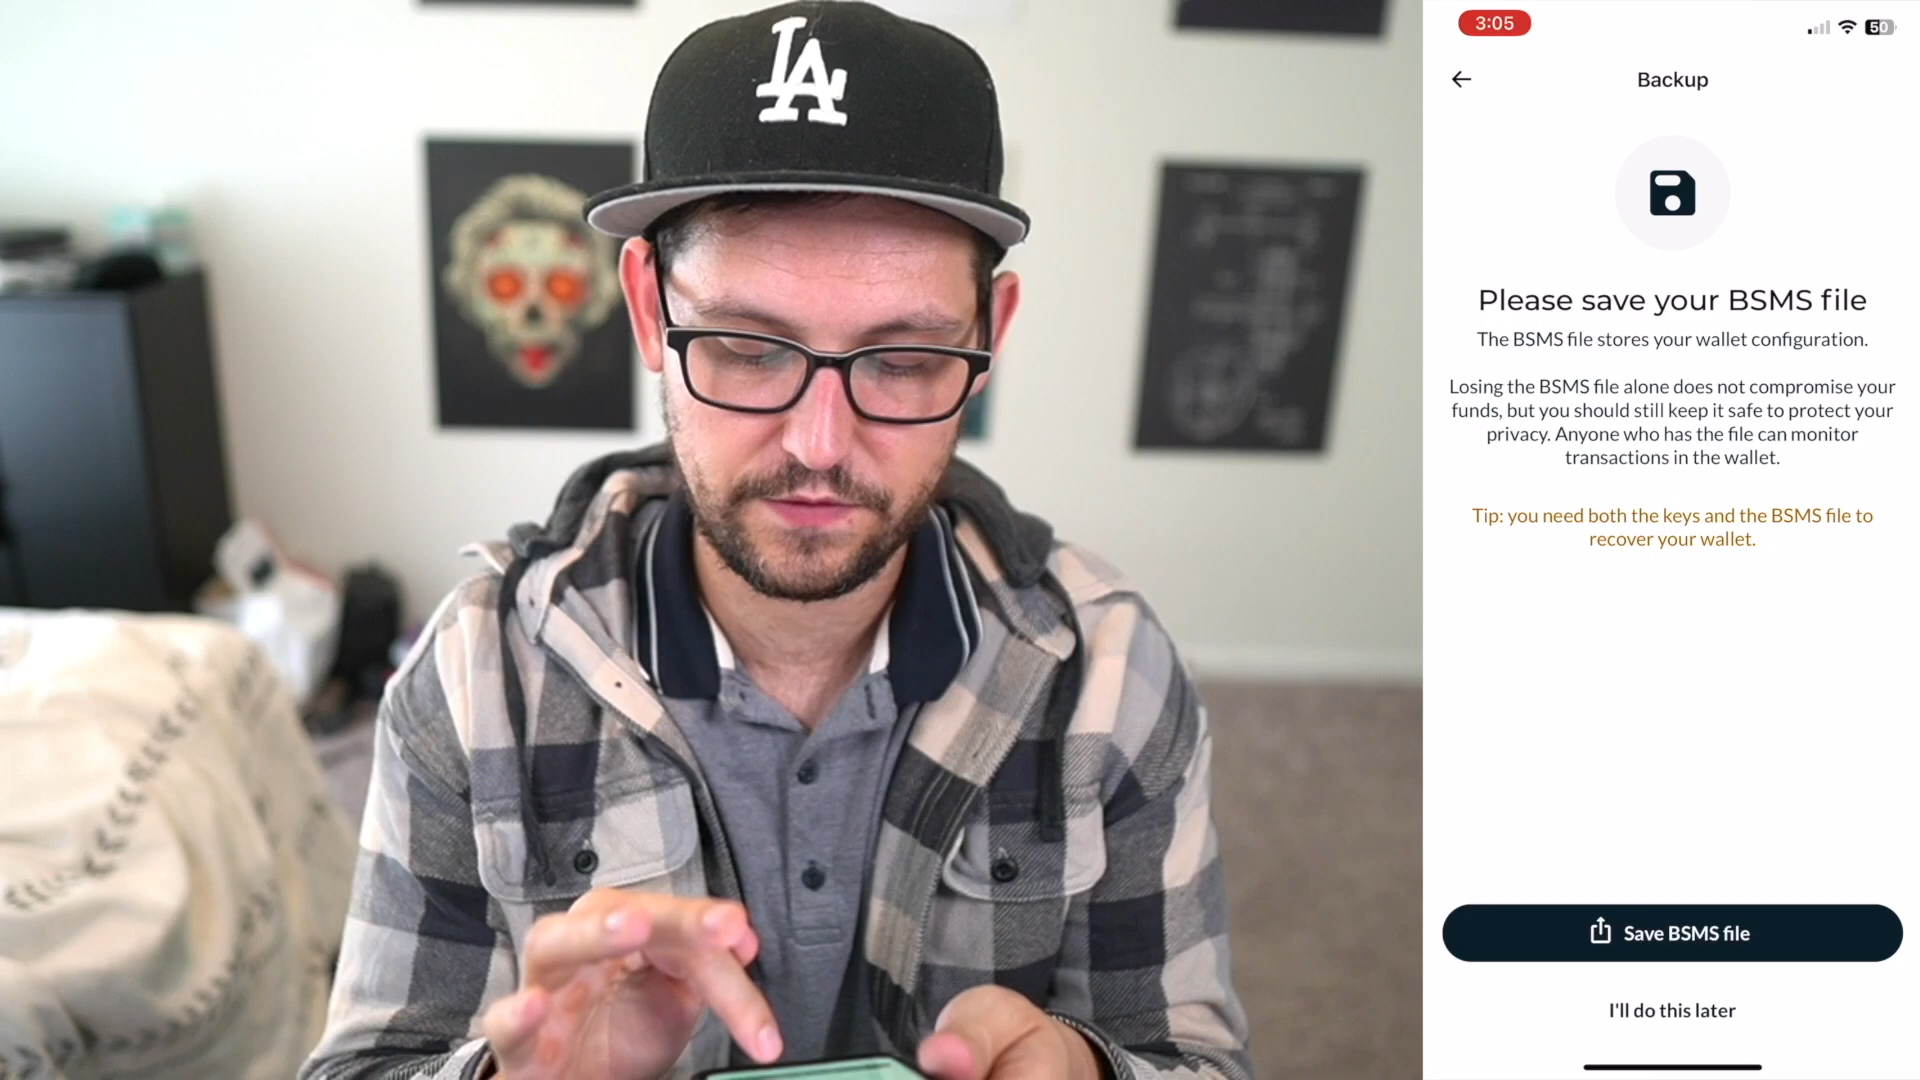 LA
3:05
50
Backup
Please save your BSMS file
The BSMS file stores your wallet configuration.
Losing the BSMS file alone does not compromise your
funds, but you should still keep it safe to protect your
privacy. Anyone who has the file can monitor
transactions in the wallet.
Tip: you need both the keys and the BSMS file to
recover your wallet.
Save BSMS file
I'll do this later